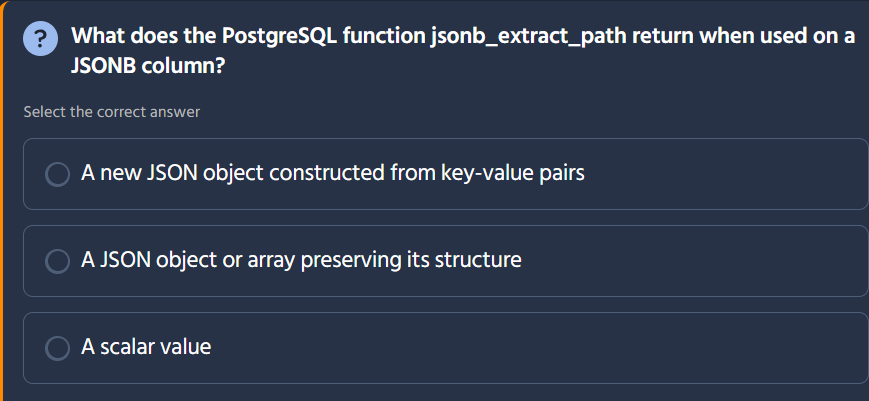 ?
What does the PostgreSQL function jsonb_extract_path return when used on a
JSONB column?
Select the correct answer
A new JSON object constructed from key-value pairs
A JSON object or array preserving its structure
A scalar value